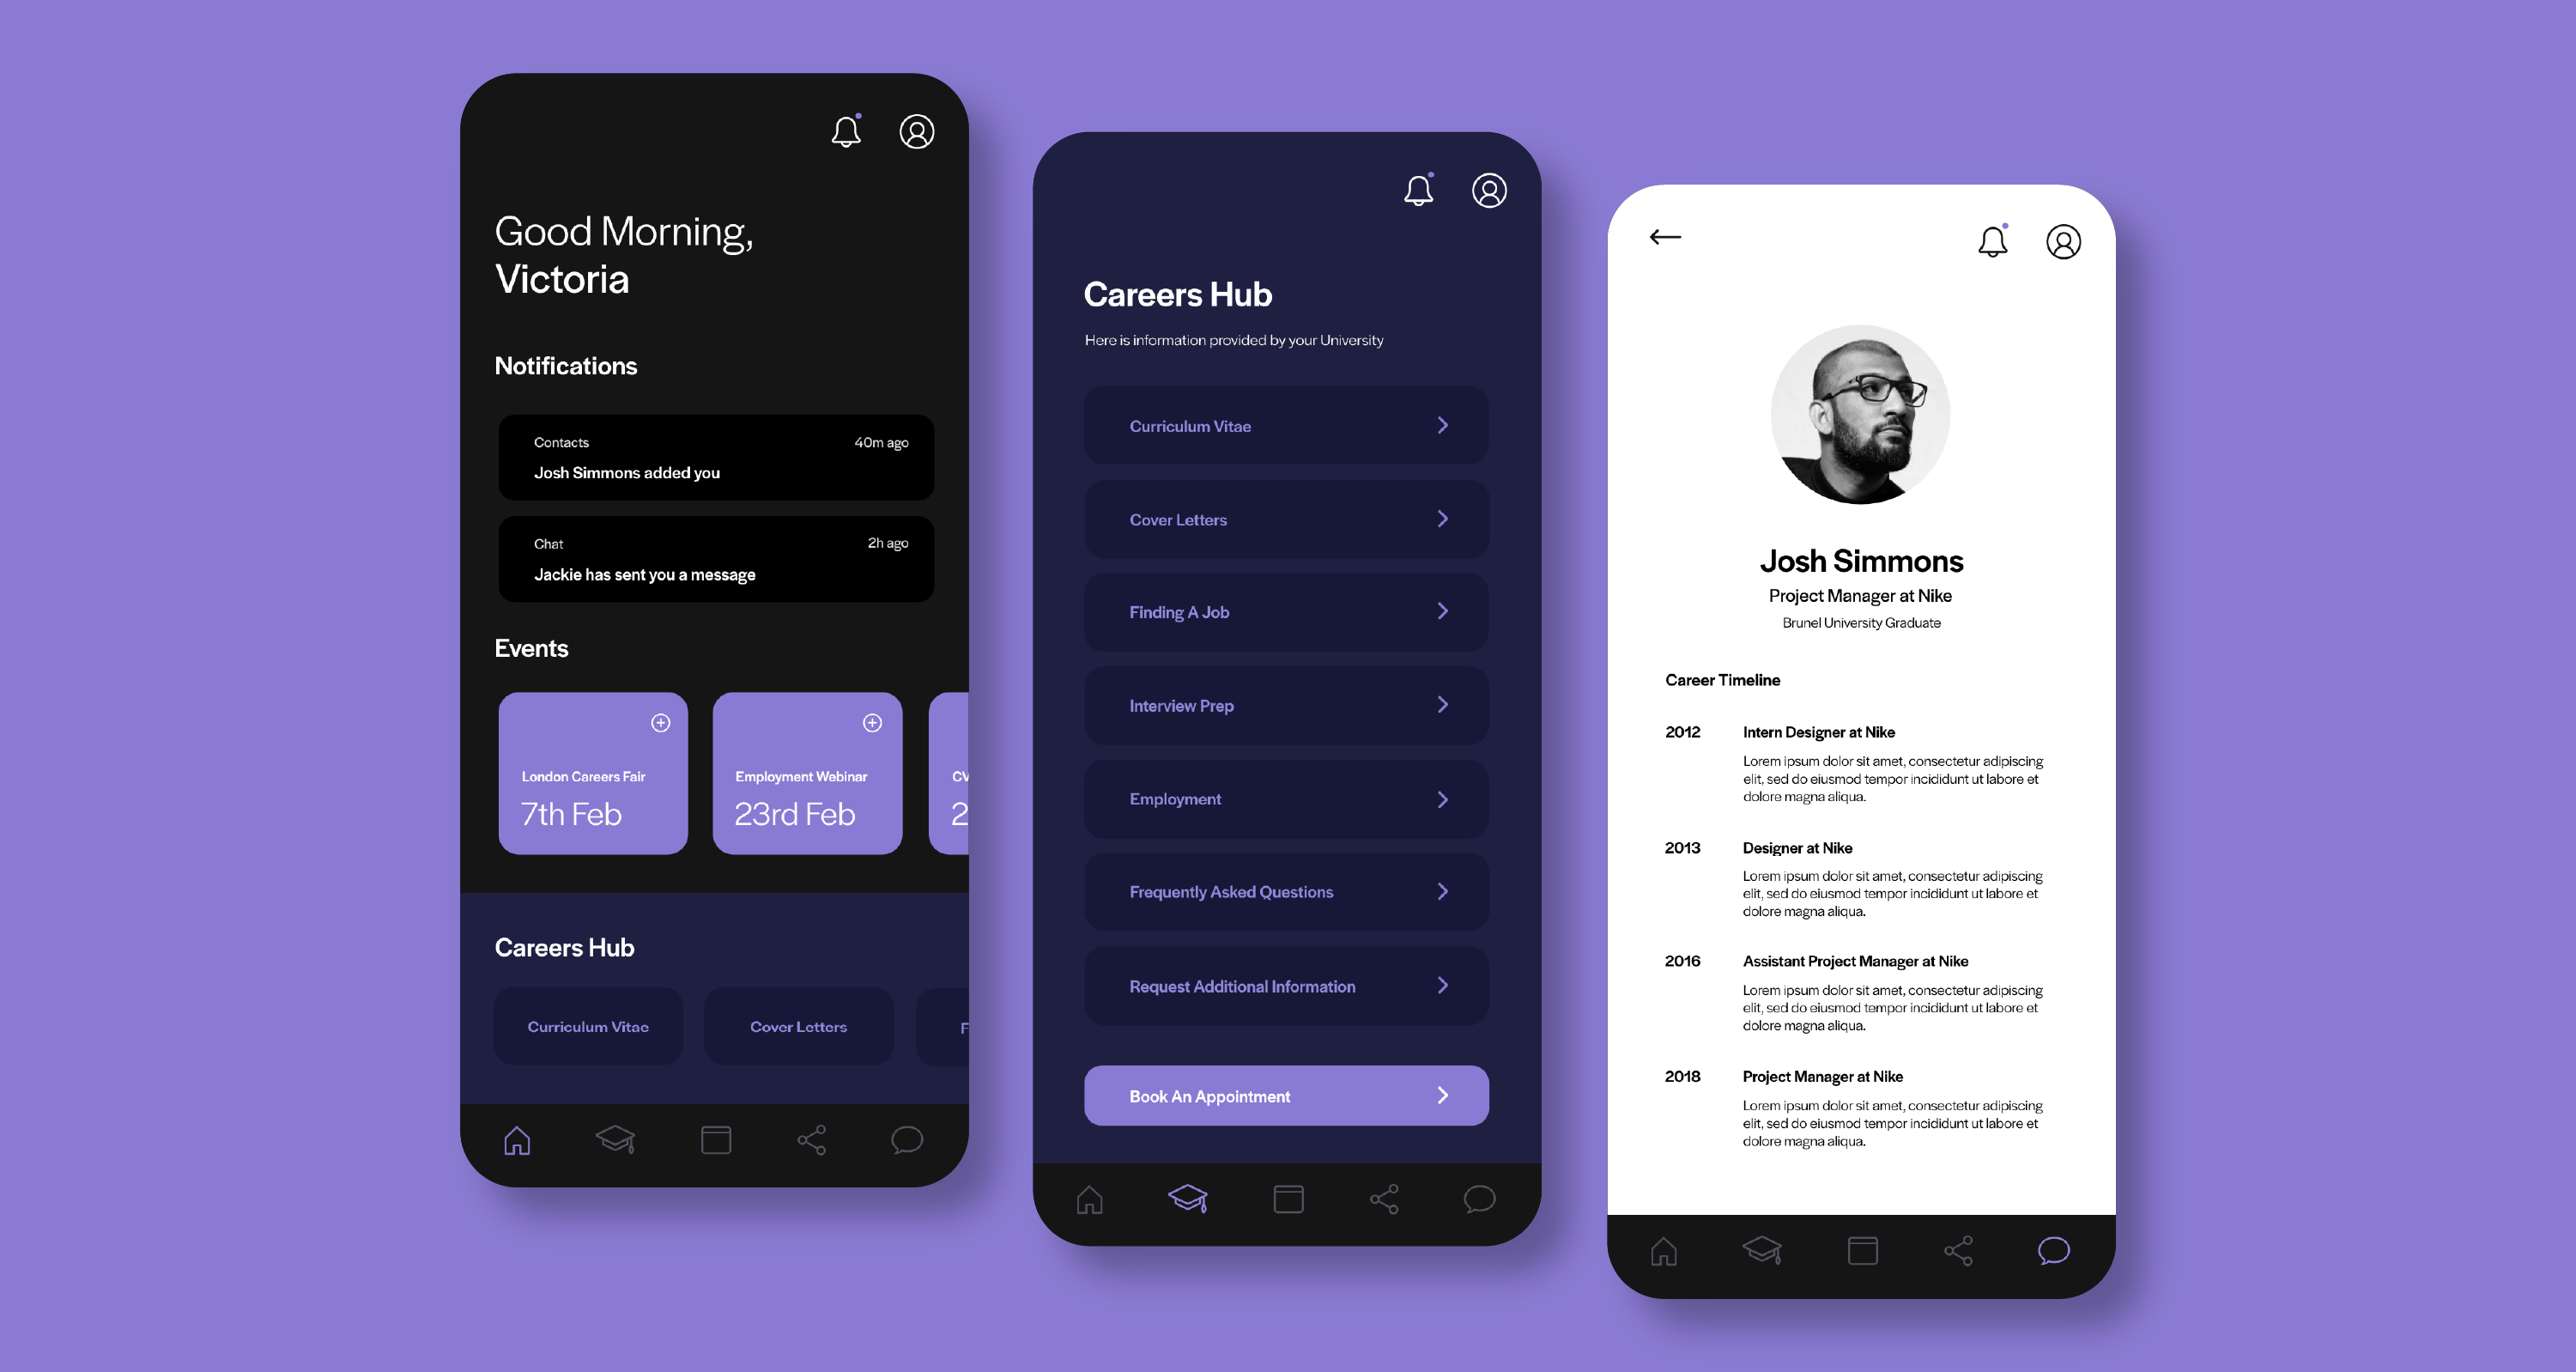 Good Morning,
Victoria
Notifications
Contacts
40m ago
Josh Simmons added you
Chat
2h ago
Jackie has sent you a message
Events
London Careers Fair
7th Feb
Employment Webinar
23rd Feb
CV
2
Careers Hub
Curriculum Vitae
Cover Letters
F
Careers Hub
Here is information provided by your University
Curriculum Vitae
Cover Letters
Finding A Job
Interview Prep
Employment
Frequently Asked Questions
Request Additional Information
Book An Appointment
Josh Simmons
Project Manager at Nike
Brunel University Graduate
Career Timeline
2012
Intern Designer at Nike
Lorem ipsum dolor sit amet, consectetur adipiscing
elit, sed do eiusmod tempor incididunt ut labore et
dolore magna aliqua.
2013
Designer at Nike
Lorem ipsum dolor sit amet, consectetur adipiscing
elit, sed do eiusmod tempor incididunt ut labore et
dolore magna aliqua.
2016
Assistant Project Manager at Nike
Lorem ipsum dolor sit amet, consectetur adipiscing
elit, sed do eiusmod tempor incididunt ut labore et
dolore magna aliqua.
2018
Project Manager at Nike
Lorem ipsum dolor sit amet, consectetur adipiscing
elit, sed do eiusmod tempor incididunt ut labore et
dolore magna aliqua.